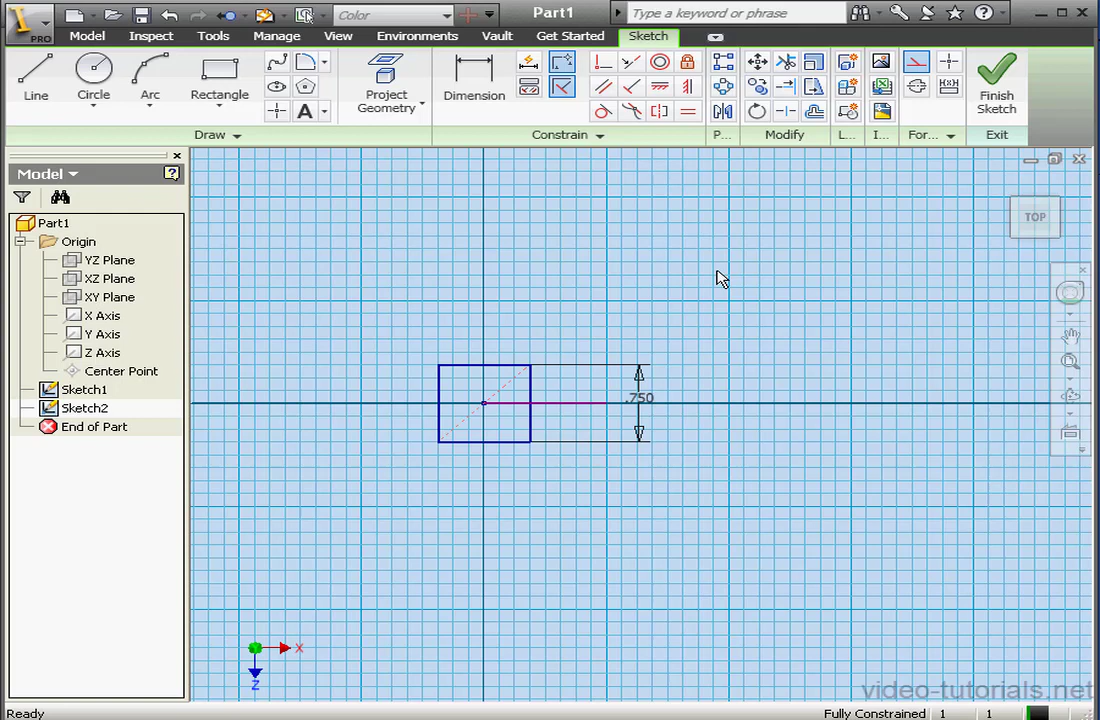 PRO
Color
Part1
Type a keyword or phrase
Model
Inspect
Tools
Manage
View
Environments
Vault
Get Started
Sketch
Line
Circle
Arc
Rectangle
A
Project
Geometry
Dimension
Finish
Sketch
Draw
Constrain
P...
Modify
L...
I...
For...
Exit
Model
Part1
Origin
YZ Plane
XZ Plane
XY Plane
X Axis
Y Axis
Z Axis
Center Point
Sketch1
Sketch2
End of Part
TOP
.750
X
Z
video-tutorials.net
Ready
Fully Constrained
1
1